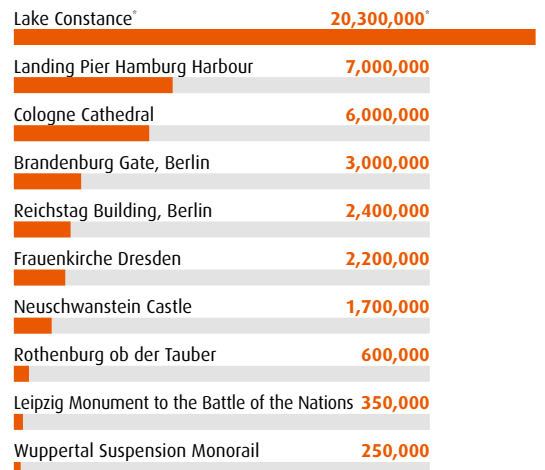 Lake Constance* 20,300,000*
Landing Pier Hamburg Harbour 7,000,000
Cologne Cathedral 6,000,000
Brandenburg Gate, Berlin 3,000,000
Reichstag Building, Berlin 2,400,000
Frauenkirche Dresden 2,200,000
Neuschwanstein Castle 1,700,000
Rothenburg ob der Tauber 600,000
Leipzig Monument to the Battle of the Nations 350,000
Wuppertal Suspension Monorail 250,000